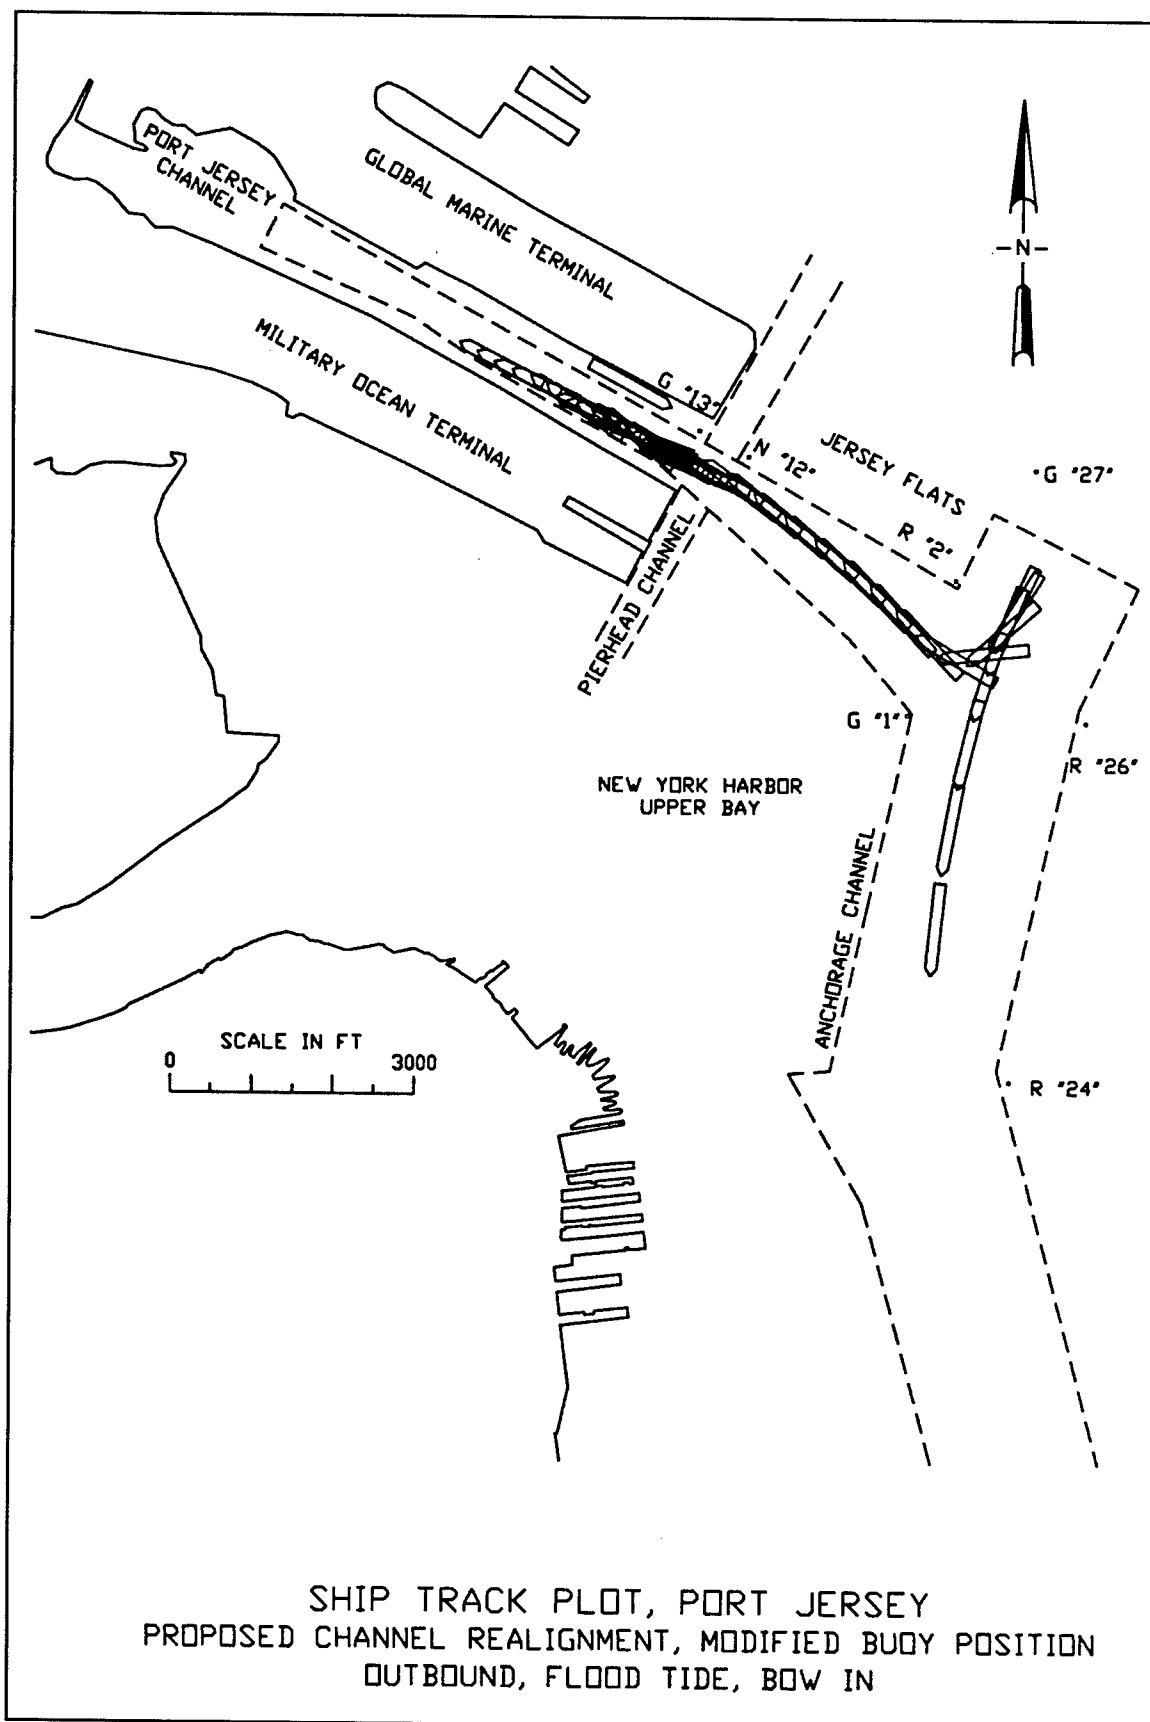 PORT JERSEY
CHANNEL
GLOBAL MARINE TERMINAL
-N-
MILITARY OCEAN TERMINAL
G "13"
N "12"
JERSEY FLATS
G "27"
R "2"
PIERHEAD CHANNEL
G "1"
R "26"
NEW YORK HARBOR
UPPER BAY
ANCHORAGE CHANNEL
SCALE IN FT
0 3000
R "24"
SHIP TRACK PLOT, PORT JERSEY
PROPOSED CHANNEL REALIGNMENT, MODIFIED BUOY POSITION
OUTBOUND, FLOOD TIDE, BOW IN